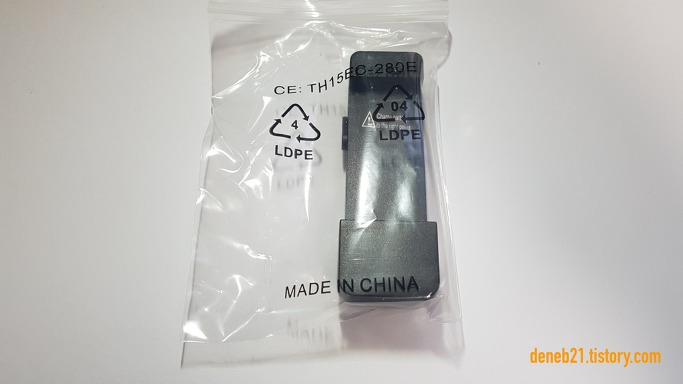 CE: TH15EC-280E
04
4
LDPE
LDPE
MADE IN CHINA
deneb21.tistory.com